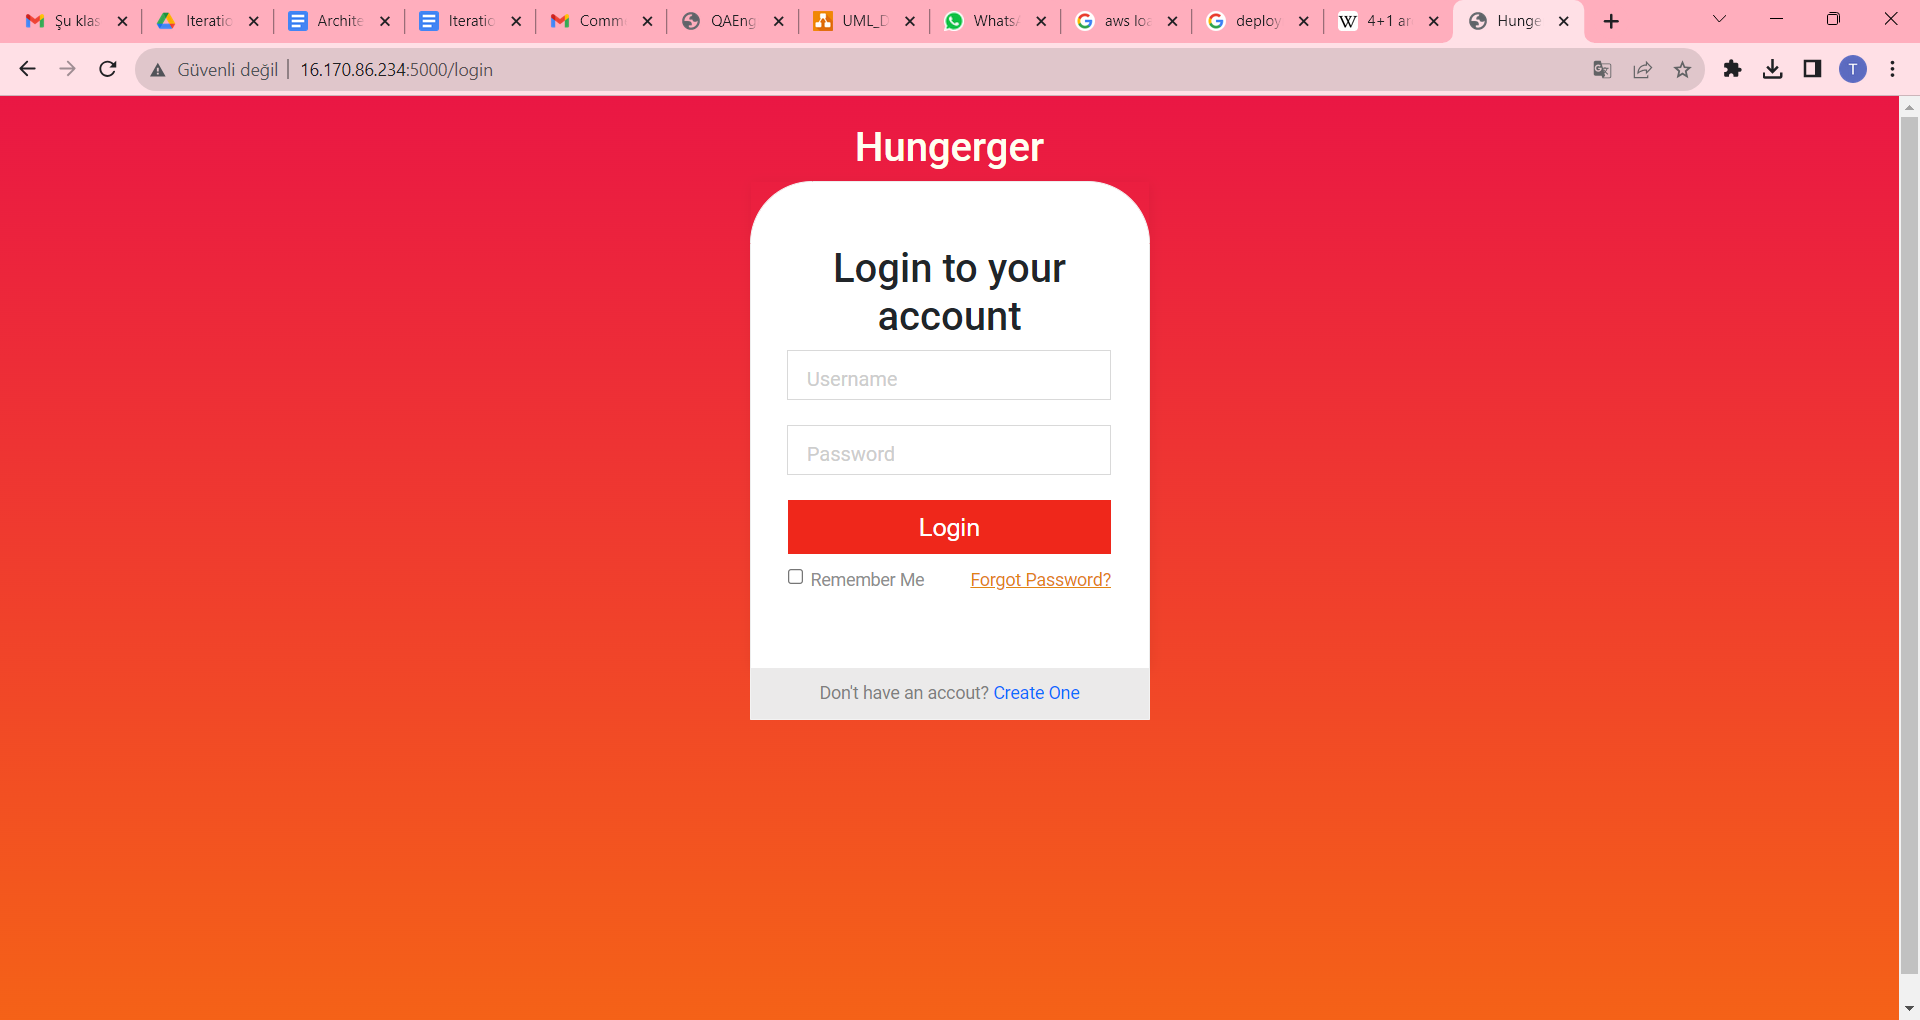 Şu klas
Iteratio
Archite
Iteratio
Comm
QAEng
UML_D
Whats
aws loa
deploy
W 4+1 ar
Hunge
Güvenli değil 16.170.86.234:5000/login
T
Hungerger
Login to your
account
Username
Password
Login
Remember Me Forgot Password?
Don't have an accout? Create One